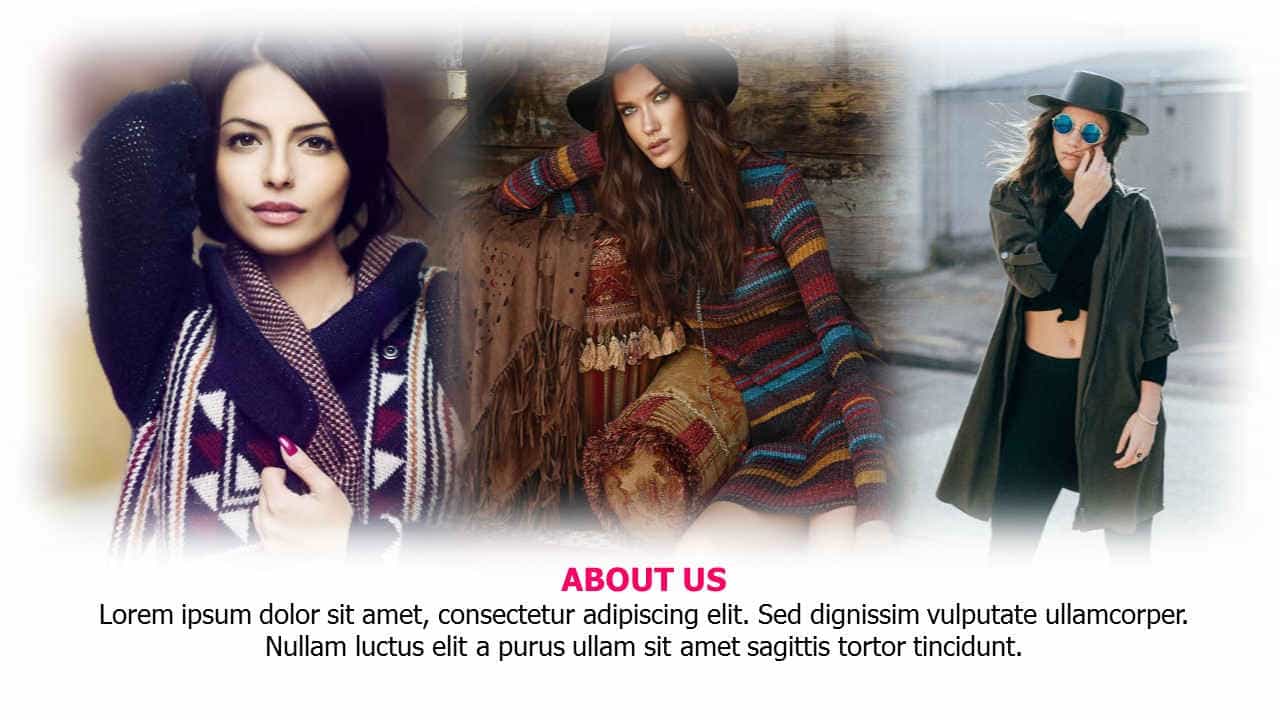 ABOUT US
Lorem ipsum dolor sit amet, consectetur adipiscing elit. Sed dignissim vulputate ullamcorper.
Nullam luctus elit a purus ullam sit amet sagittis tortor tincidunt.